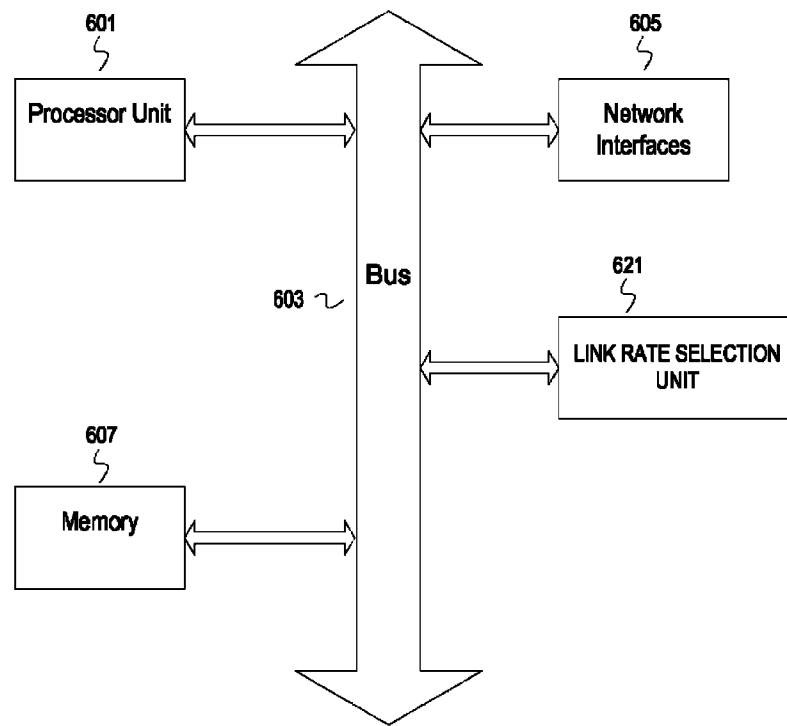 601
Processor Unit
605
Network
Interfaces
Bus
603
621
LINK RATE SELECTION
UNIT
607
Memory